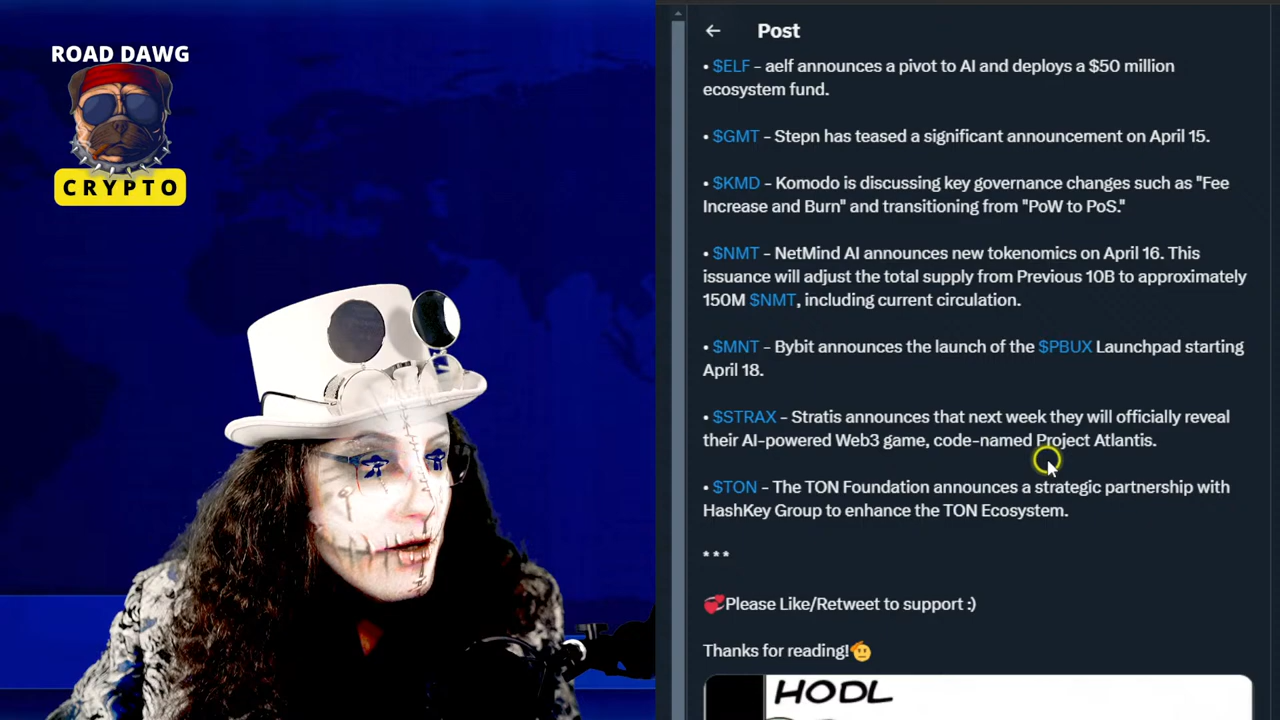 ROAD DAWG
CRYPTO
Post
• $ELF – aelf announces a pivot to AI and deploys a $50 million
ecosystem fund.
• $GMT – Stepn has teased a significant announcement on April 15.
• $KMD – Komodo is discussing key governance changes such as "Fee
Increase and Burn" and transitioning from "PoW to PoS."
• $NMT – NetMind AI announces new tokenomics on April 16. This
issuance will adjust the total supply from Previous 10B to approximately
150M $NMT, including current circulation.
• $MNT – Bybit announces the launch of the $PBUX Launchpad starting
April 18.
• $STRAX – Stratis announces that next week they will officially reveal
their AI-powered Web3 game, code-named Project Atlantis.
• $TON – The TON Foundation announces a strategic partnership with
HashKey Group to enhance the TON Ecosystem.
***
💞Please Like/Retweet to support :)
Thanks for reading!🫡
HODL